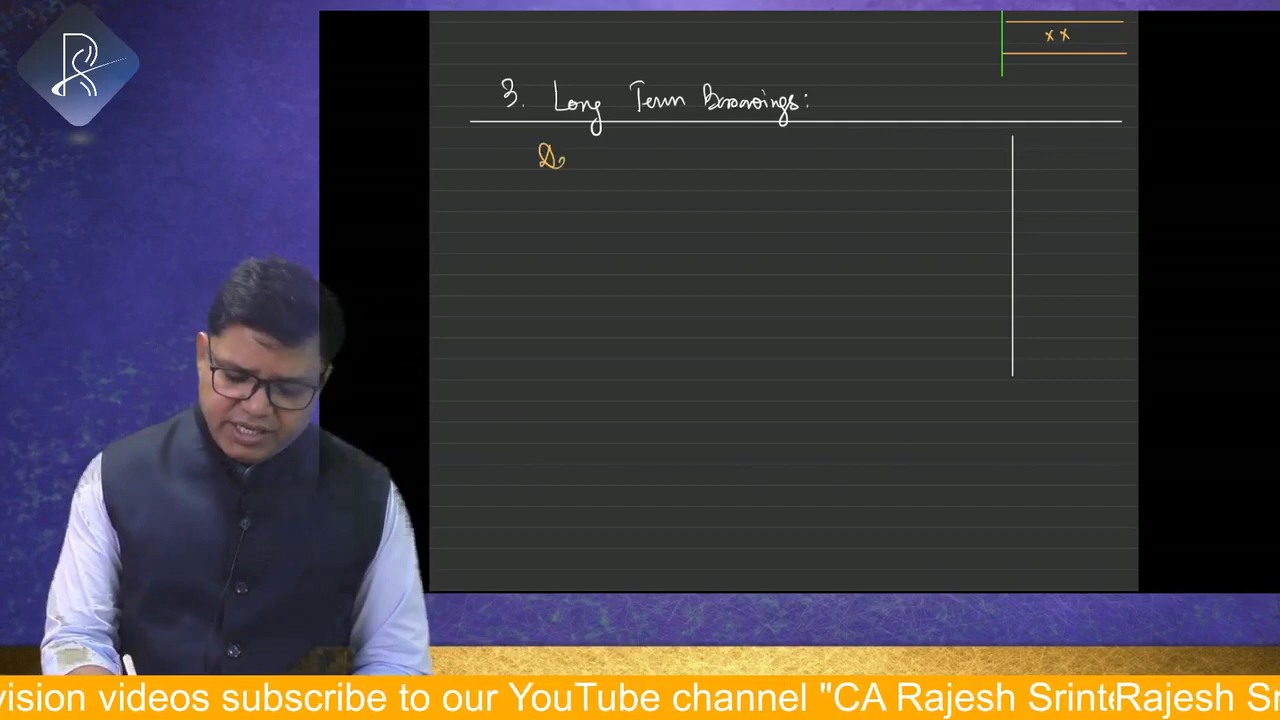 x x
3. Long Term Borrowings:
vision videos subscribe to our YouTube channel "CA Rajesh Srint Rajesh Sr